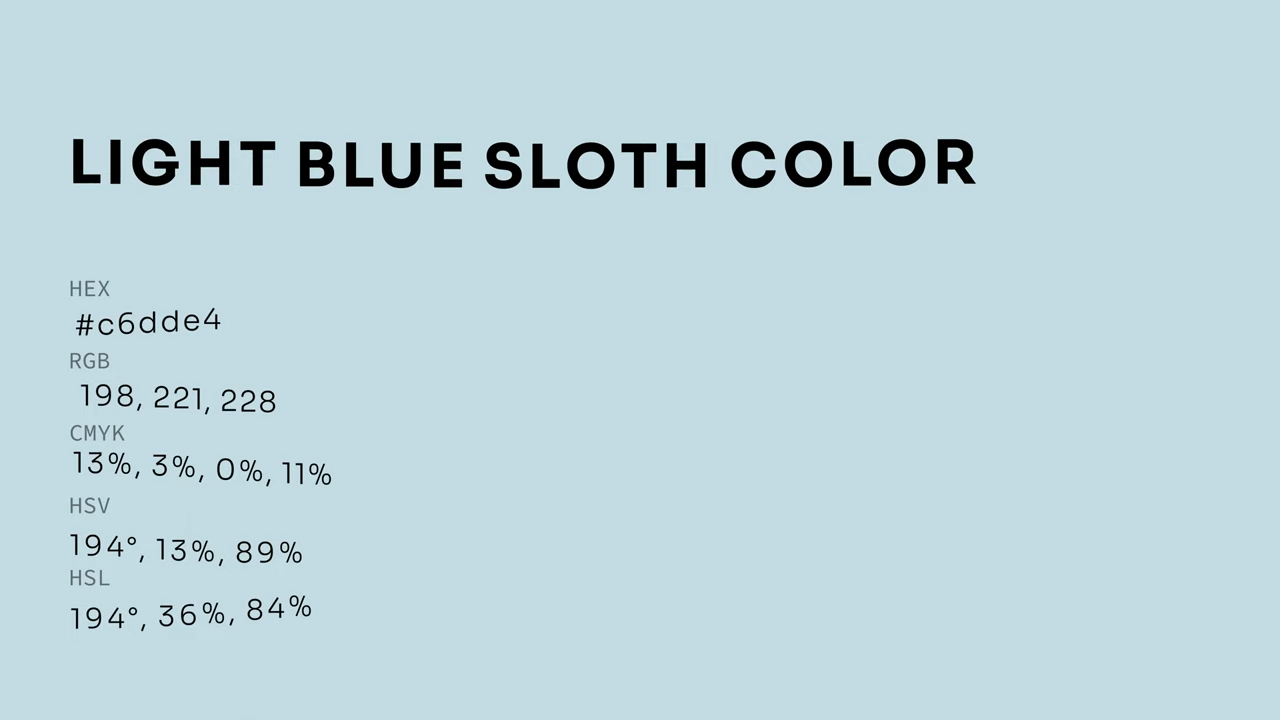 LIGHT BLUE SLOTH COLOR
HEX
#c6dde4
RGB
198, 221, 228
CMYK
13%, 3%, 0%, 11%
HSV
194°, 13%, 89%
HSL
194°, 36%, 84%